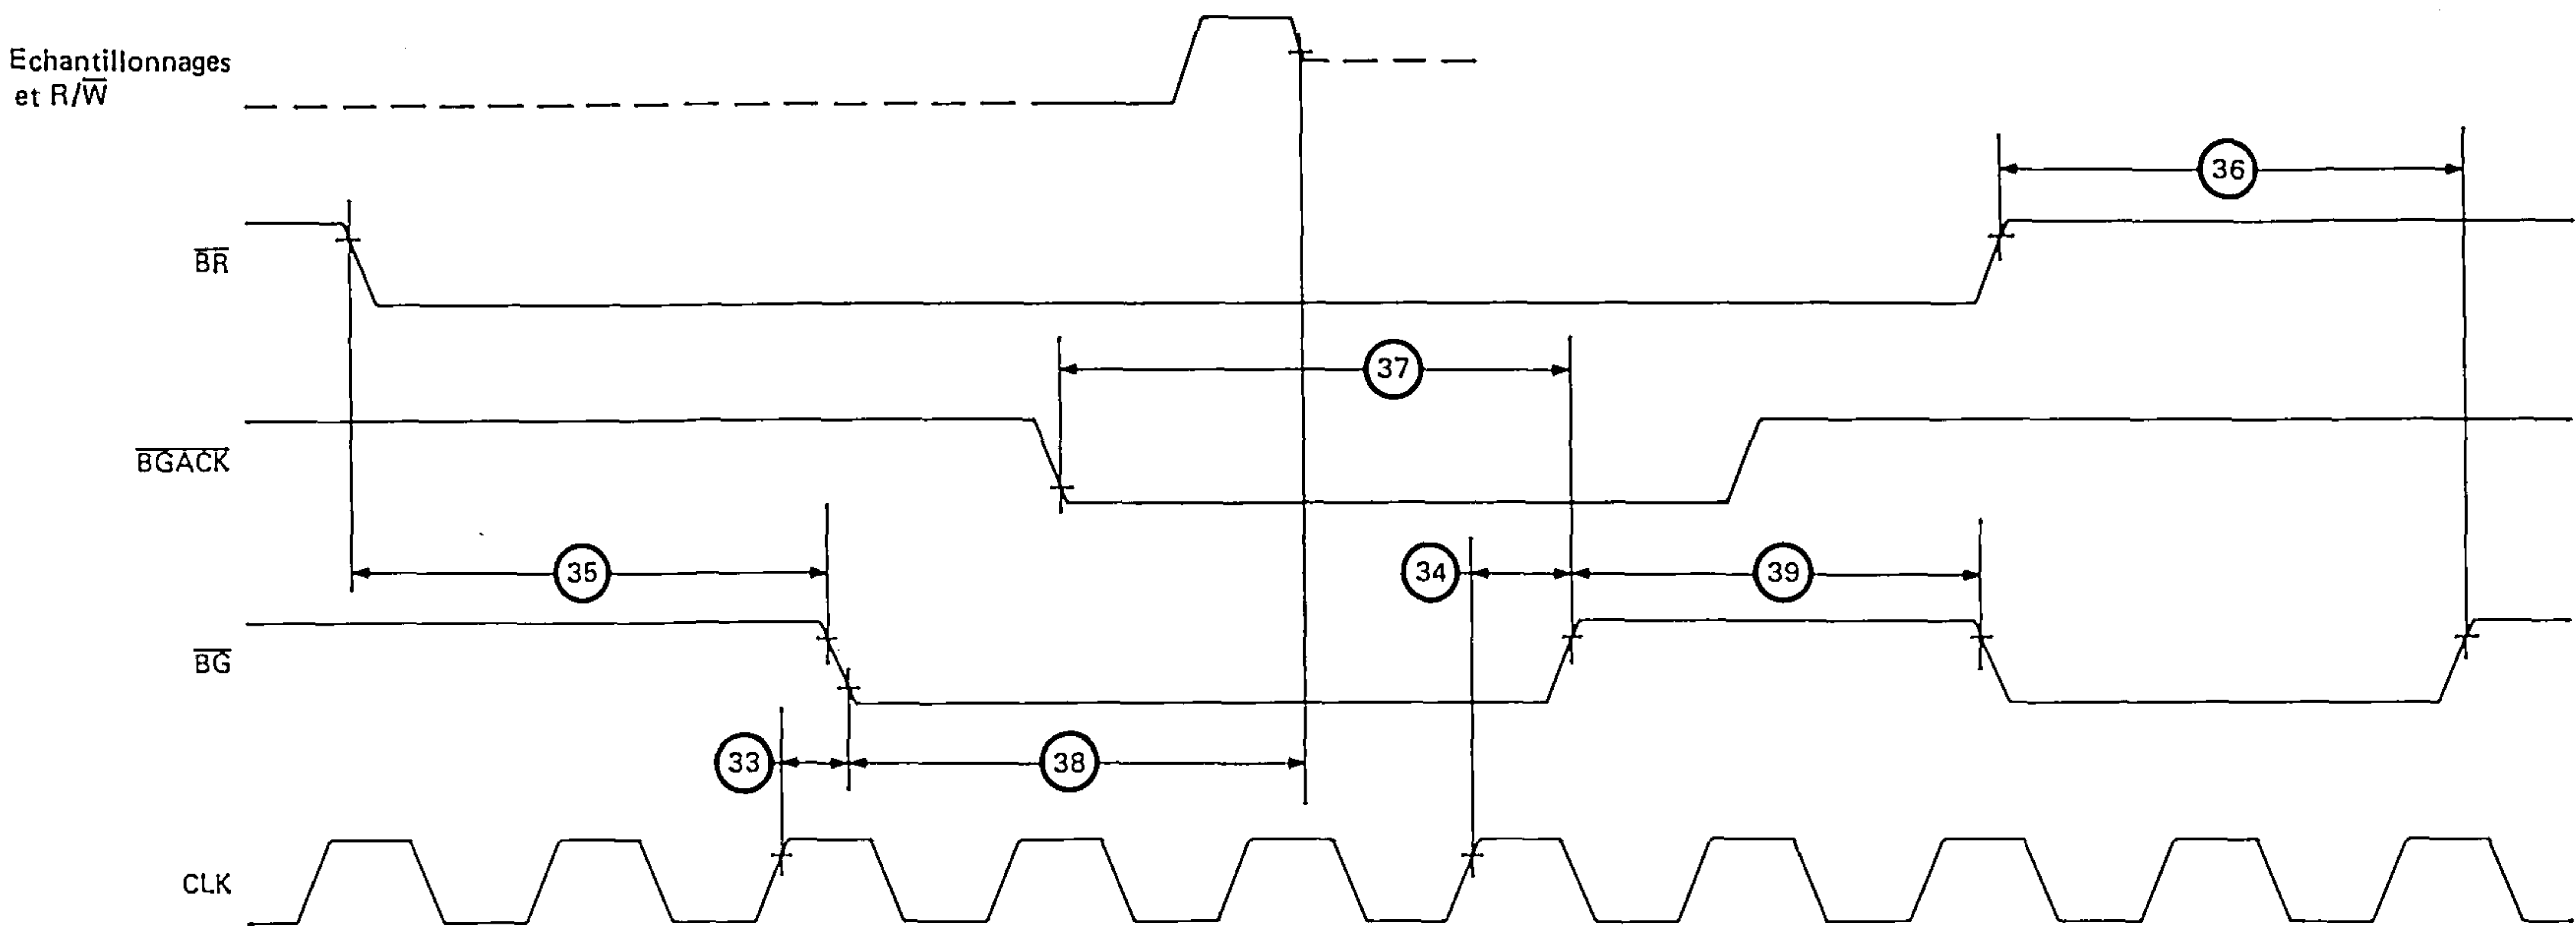 Echantillonnages
et R/W̅
36
B̅R̅
37
B̅G̅A̅C̅K̅
35
34
39
B̅G̅
33
38
CLK